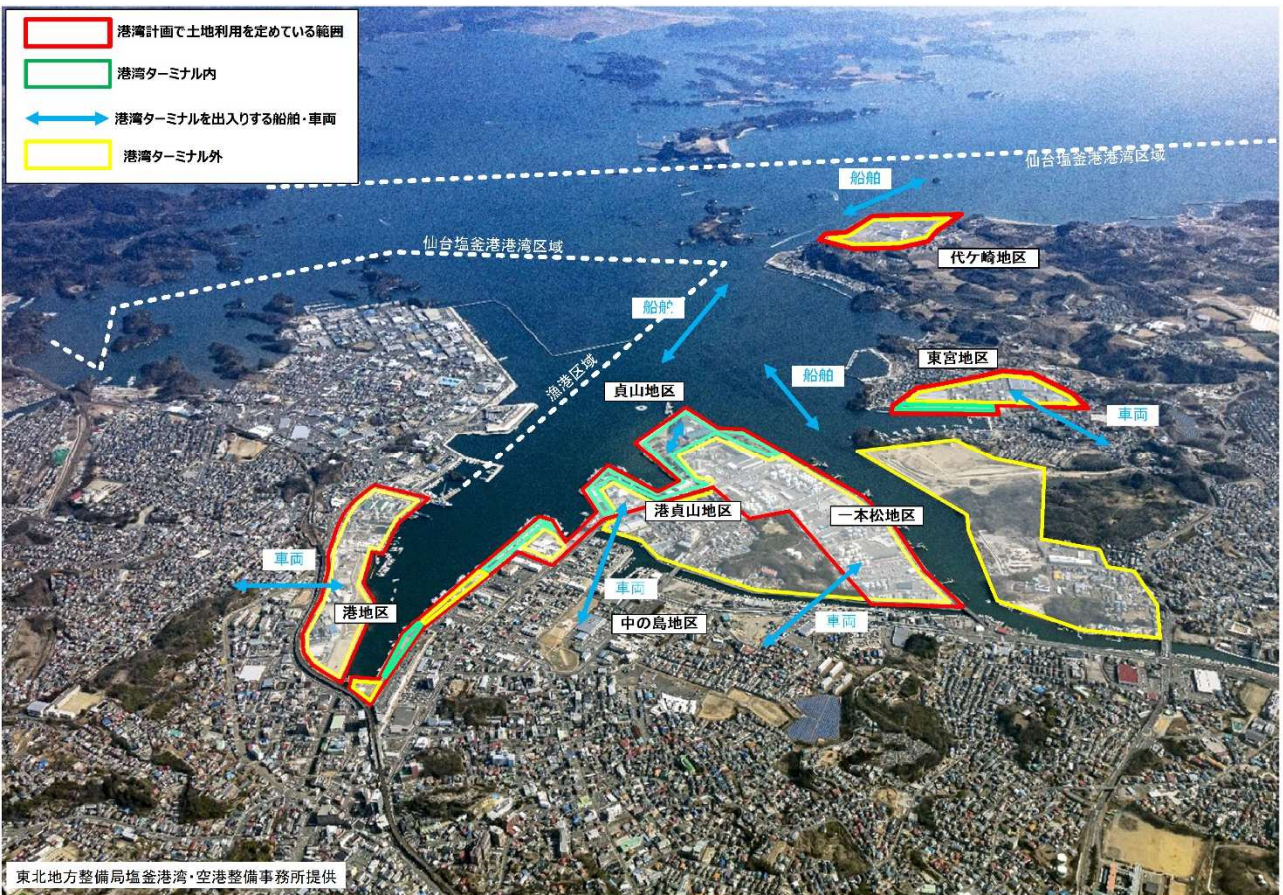 港湾計画で土地利用を定めている範囲
港湾ターミナル内
港湾ターミナルを出入りする船舶・車両
港湾ターミナル外
仙台塩釜港港湾区域
船舶
代ケ崎地区
仙台塩釜港港湾区域
船舶
漁港区域
船舶
東宮地区
貞山地区
車両
港貞山地区
一本松地区
車両
港地区
車両
中の島地区
車両
東北地方整備局塩釜港湾・空港整備事務所提供